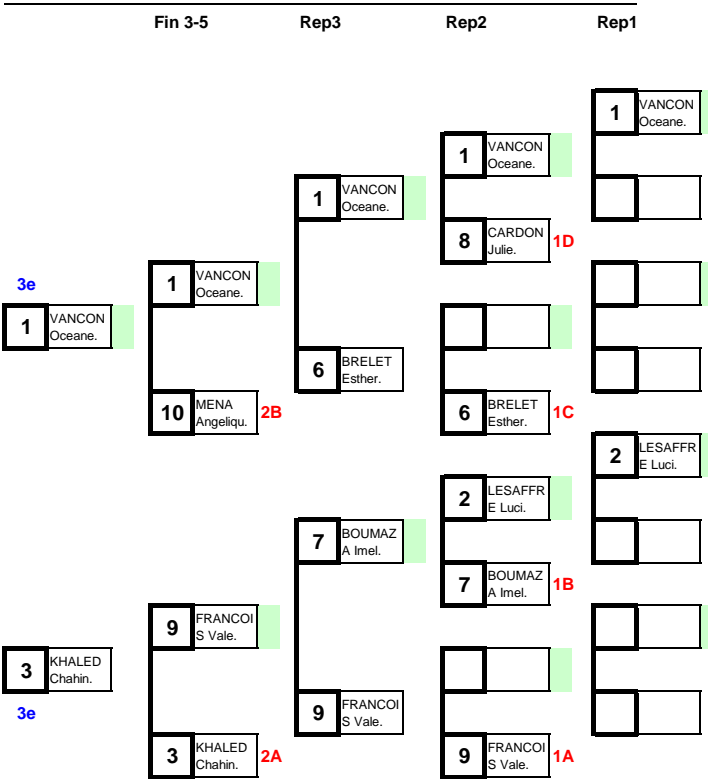 Fin 3-5 Rep3 Rep2 Rep1
1 VANCON
Oceane.
1 VANCON
Oceane.
1 VANCON
Oceane.
8 CARDON
Julie.
1D
3e
1 VANCON
Oceane.
1 VANCON
Oceane.
6 BRELET
Esther.
10 MENA
Angeliqu.
2B
6 BRELET
Esther.
1C
2 LESAFFR
E Luci.
2 LESAFFR
E Luci.
7 BOUMAZ
A Imel.
7 BOUMAZ
A Imel.
1B
9 FRANCOI
S Vale.
3 KHALED
Chahin.
3e
9 FRANCOI
S Vale.
3 KHALED
Chahin.
2A
9 FRANCOI
S Vale.
1A